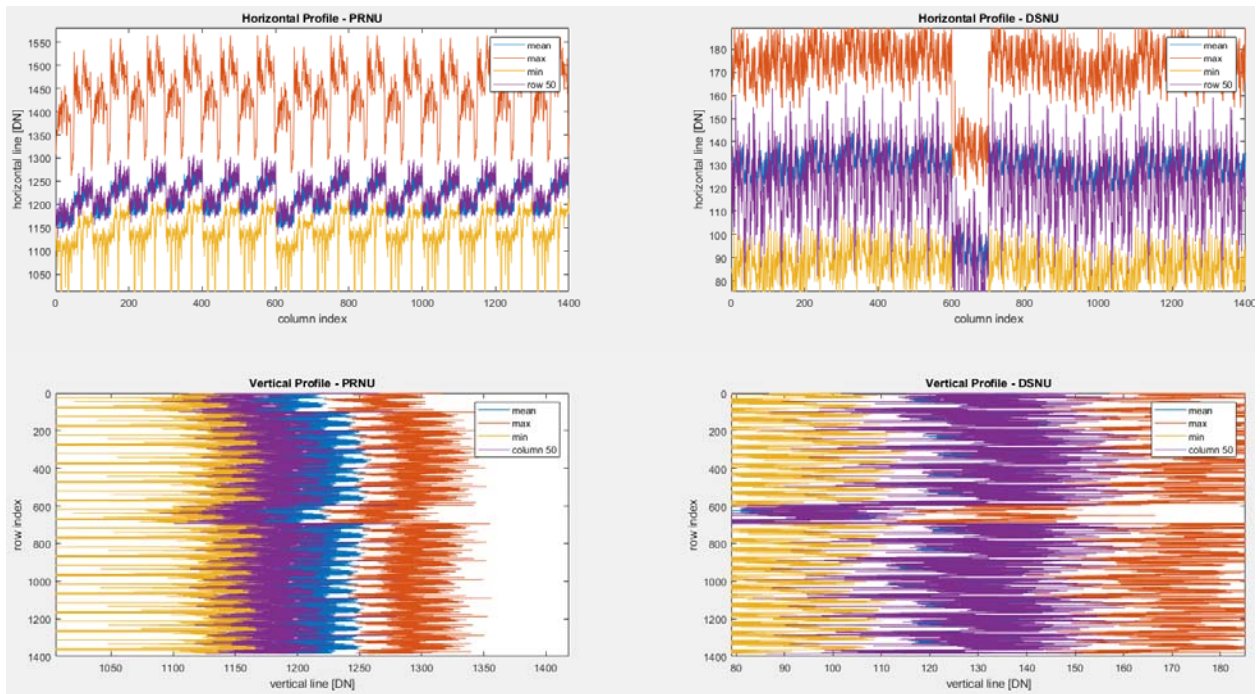 Horizontal Profile - PRNU
horizontal line [DN]
1550
1500
1450
1400
1350
1300
1250
1200
1150
1100
1050
0 200 400 600 800 1000 1200 1400
column index
mean
max
min
row 50
Horizontal Profile - DSNU
horizontal line [DN]
180
170
160
150
140
130
120
110
100
90
80
0 200 400 600 800 1000 1200 1400
column index
mean
max
min
row 50
Vertical Profile - PRNU
row index
0
200
400
600
800
1000
1200
1400
1050 1100 1150 1200 1250 1300 1350 1400
vertical line [DN]
mean
max
min
column 50
Vertical Profile - DSNU
row index
0
200
400
600
800
1000
1200
1400
80 90 100 110 120 130 140 150 160 170 180
vertical line [DN]
mean
max
min
column 50